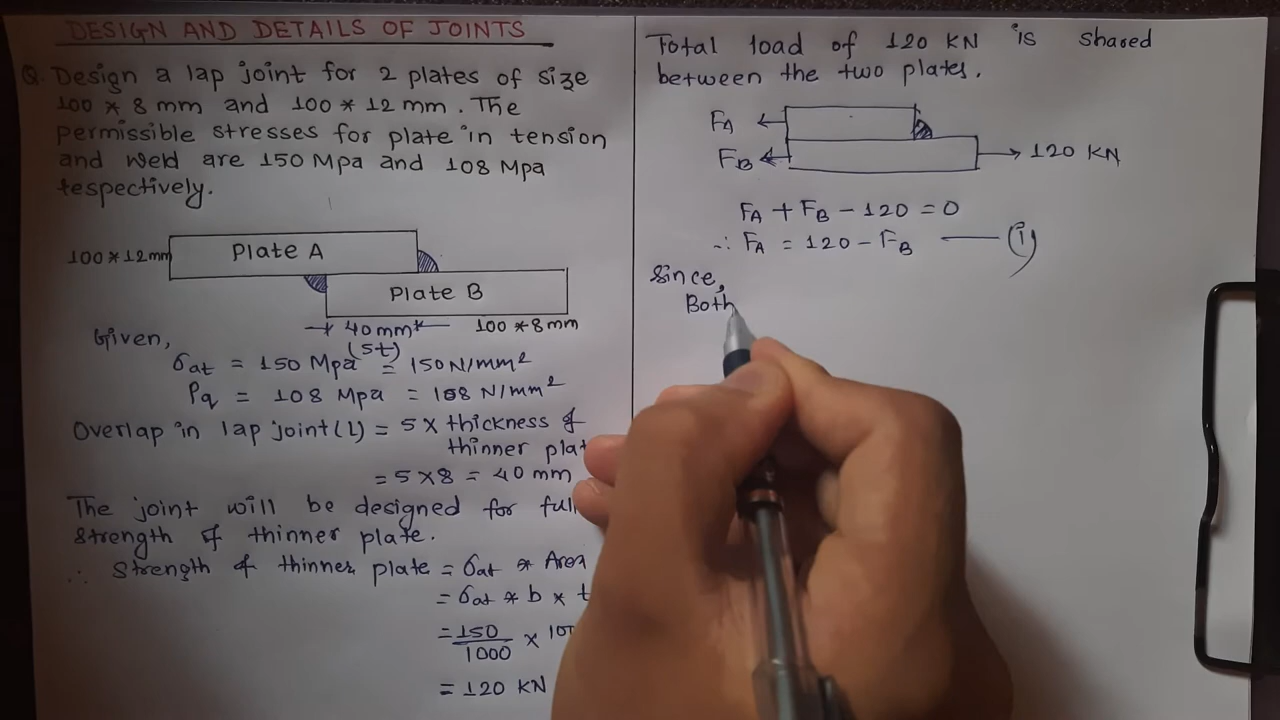 DESIGN AND DETAILS OF JOINTS
Q. Design a lap joint for 2 plates of size
100 * 8 mm and 100 * 12 mm. The
permissible stresses for plate in tension
and weld are 150 Mpa and 108 Mpa
respectively.
100 * 12 mm
Plate A
Plate B
40 mm
(5t)
100 * 8 mm
Given,
σat = 150 Mpa = 150 N/mm²
Pq = 108 Mpa = 108 N/mm²
Overlap in lap joint (L) = 5 × thickness of
thinner plat
= 5 × 8 = 40 mm
The joint will be designed for full
strength of thinner plate.
∴ Strength of thinner plate = σat * Area
= σat * b × t
= 150/1000 × 10
= 120 KN
Total load of 120 KN is shared
between the two plates.
FA
FB
120 KN
FA + FB - 120 = 0
∴ FA = 120 - FB —— (i)
Since,
Both